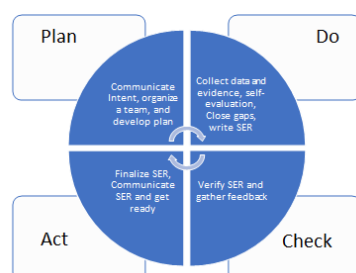 Plan
Do
Communicate
Intent, organize
a team, and
develop plan
Collect data and
evidence, self-
evaluation,
Close gaps,
write SER
Finalize SER,
Communicate
SER and get
ready
Verify SER and
gather feedback
Act
Check